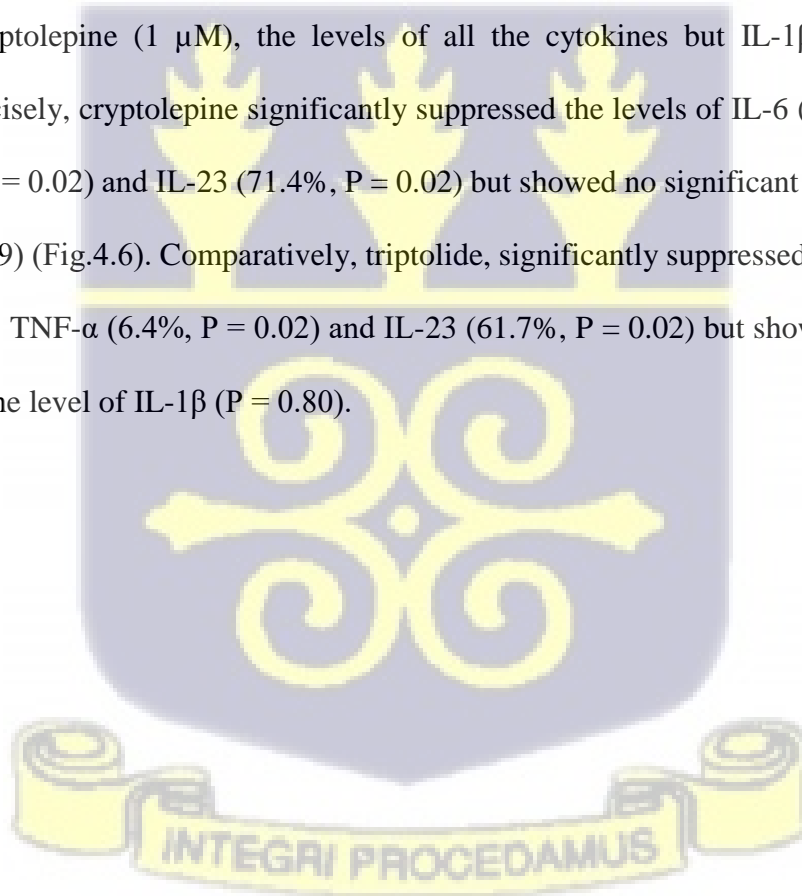 ptolepine (1 µM), the levels of all the cytokines but IL-1β
cisely, cryptolepine significantly suppressed the levels of IL-6 (
= 0.02) and IL-23 (71.4%, P = 0.02) but showed no significant
9) (Fig.4.6). Comparatively, triptolide, significantly suppressed
TNF-α (6.4%, P = 0.02) and IL-23 (61.7%, P = 0.02) but show
he level of IL-1β (P = 0.80).
INTEGRI PROCEDAMUS